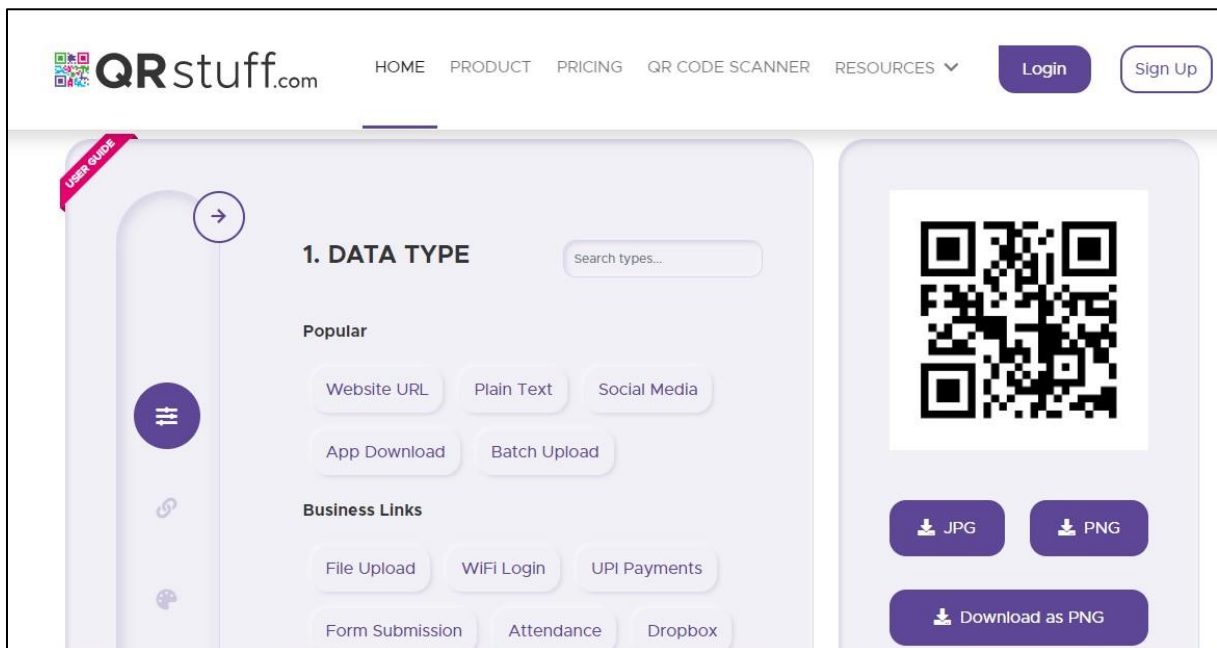 QRstuff.com
HOME PRODUCT PRICING QR CODE SCANNER RESOURCES Login Sign Up
USER GUIDE
1. DATA TYPE
Search types...
Popular
Website URL Plain Text Social Media
App Download Batch Upload
Business Links
File Upload WiFi Login UPI Payments
Form Submission Attendance Dropbox
JPG PNG
Download as PNG